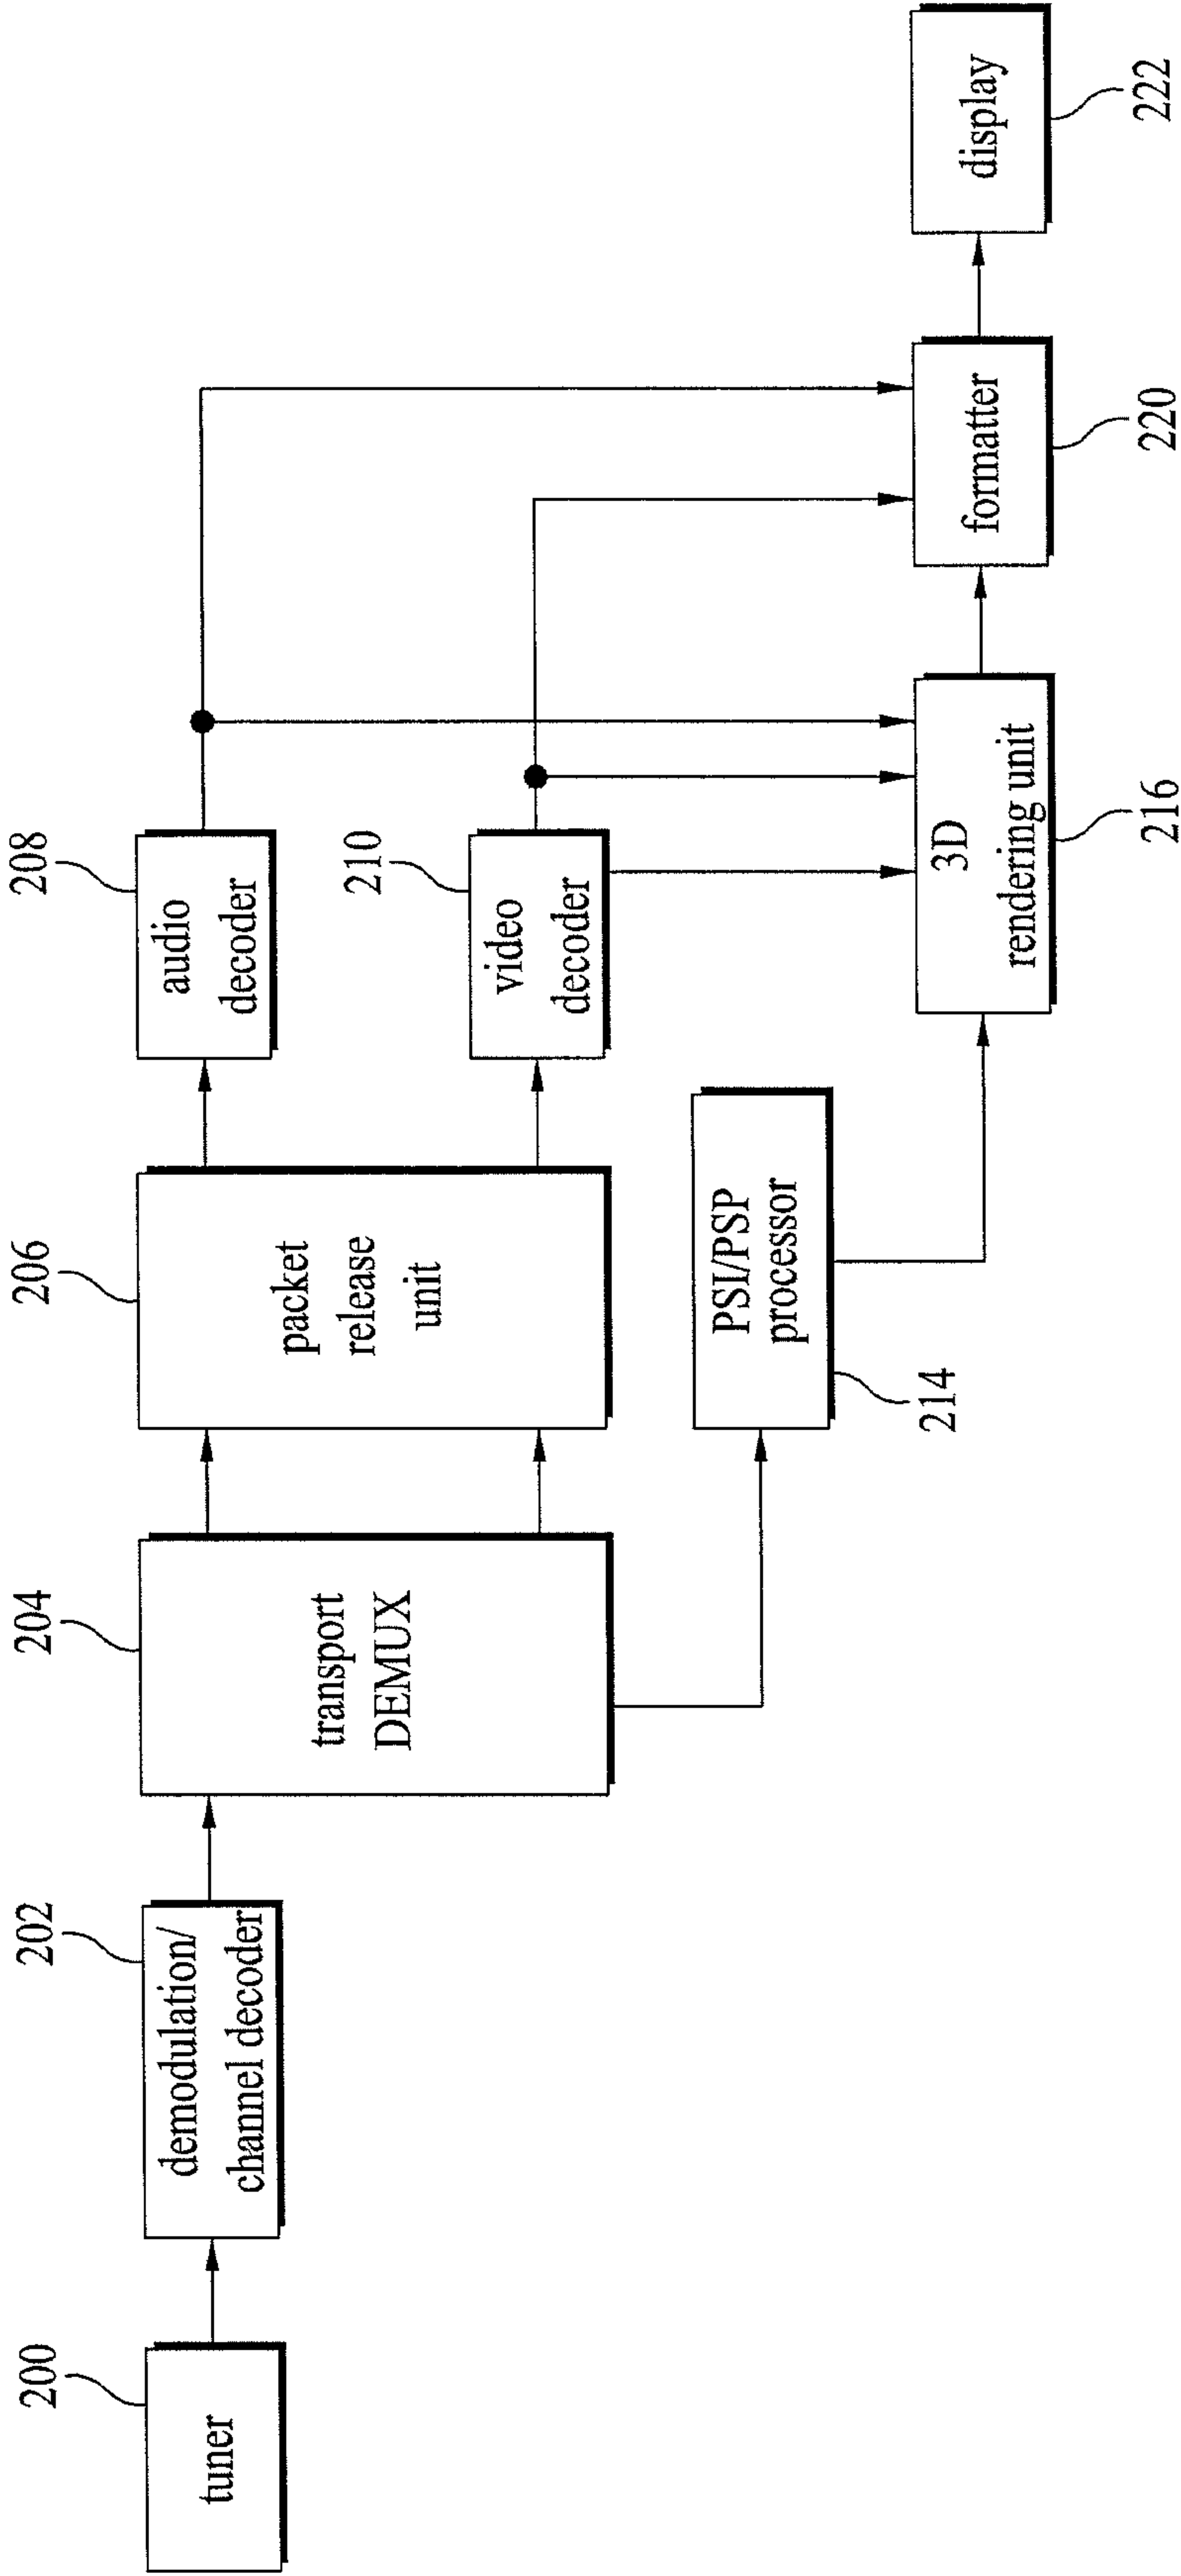 200
tuner
202
demodulation/
channel decoder
204
transport
DEMUX
206
packet
release
unit
208
audio
decoder
210
video
decoder
PSI/PSP
processor
214
3D
rendering unit
216
formatter
220
display
222